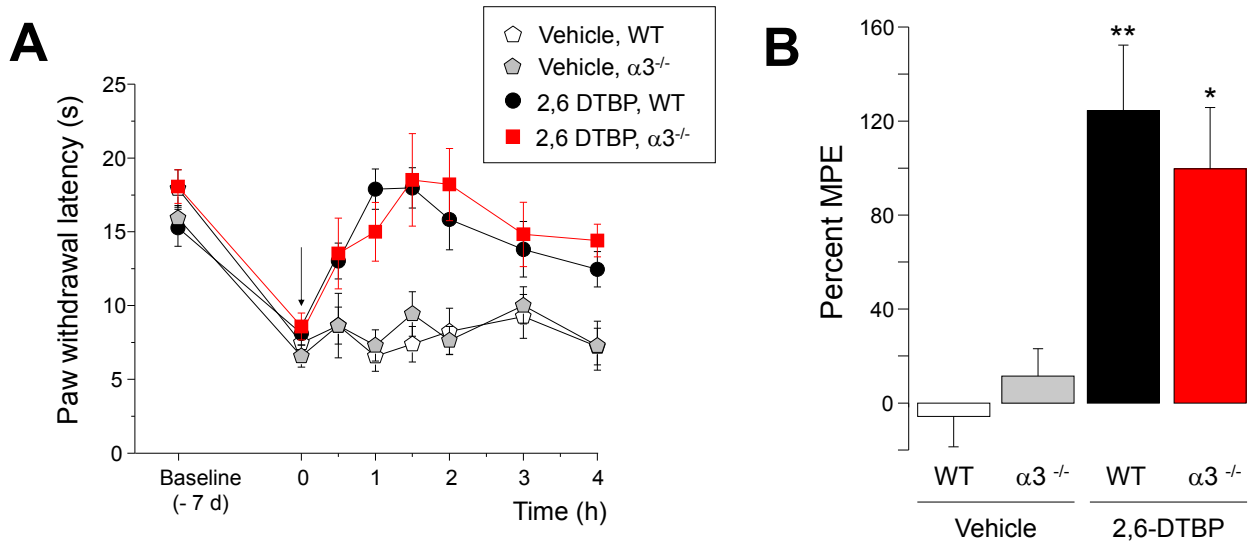 A
Vehicle, WT
Vehicle, α3-/-
2,6 DTBP, WT
2,6 DTBP, α3-/-
Paw withdrawal latency (s)
25
20
15
10
5
0
Baseline
(- 7 d)
0
1
2
3
4
Time (h)
B
Percent MPE
160
120
80
40
0
**
*
WT
α3 -/-
WT
α3 -/-
Vehicle
2,6-DTBP